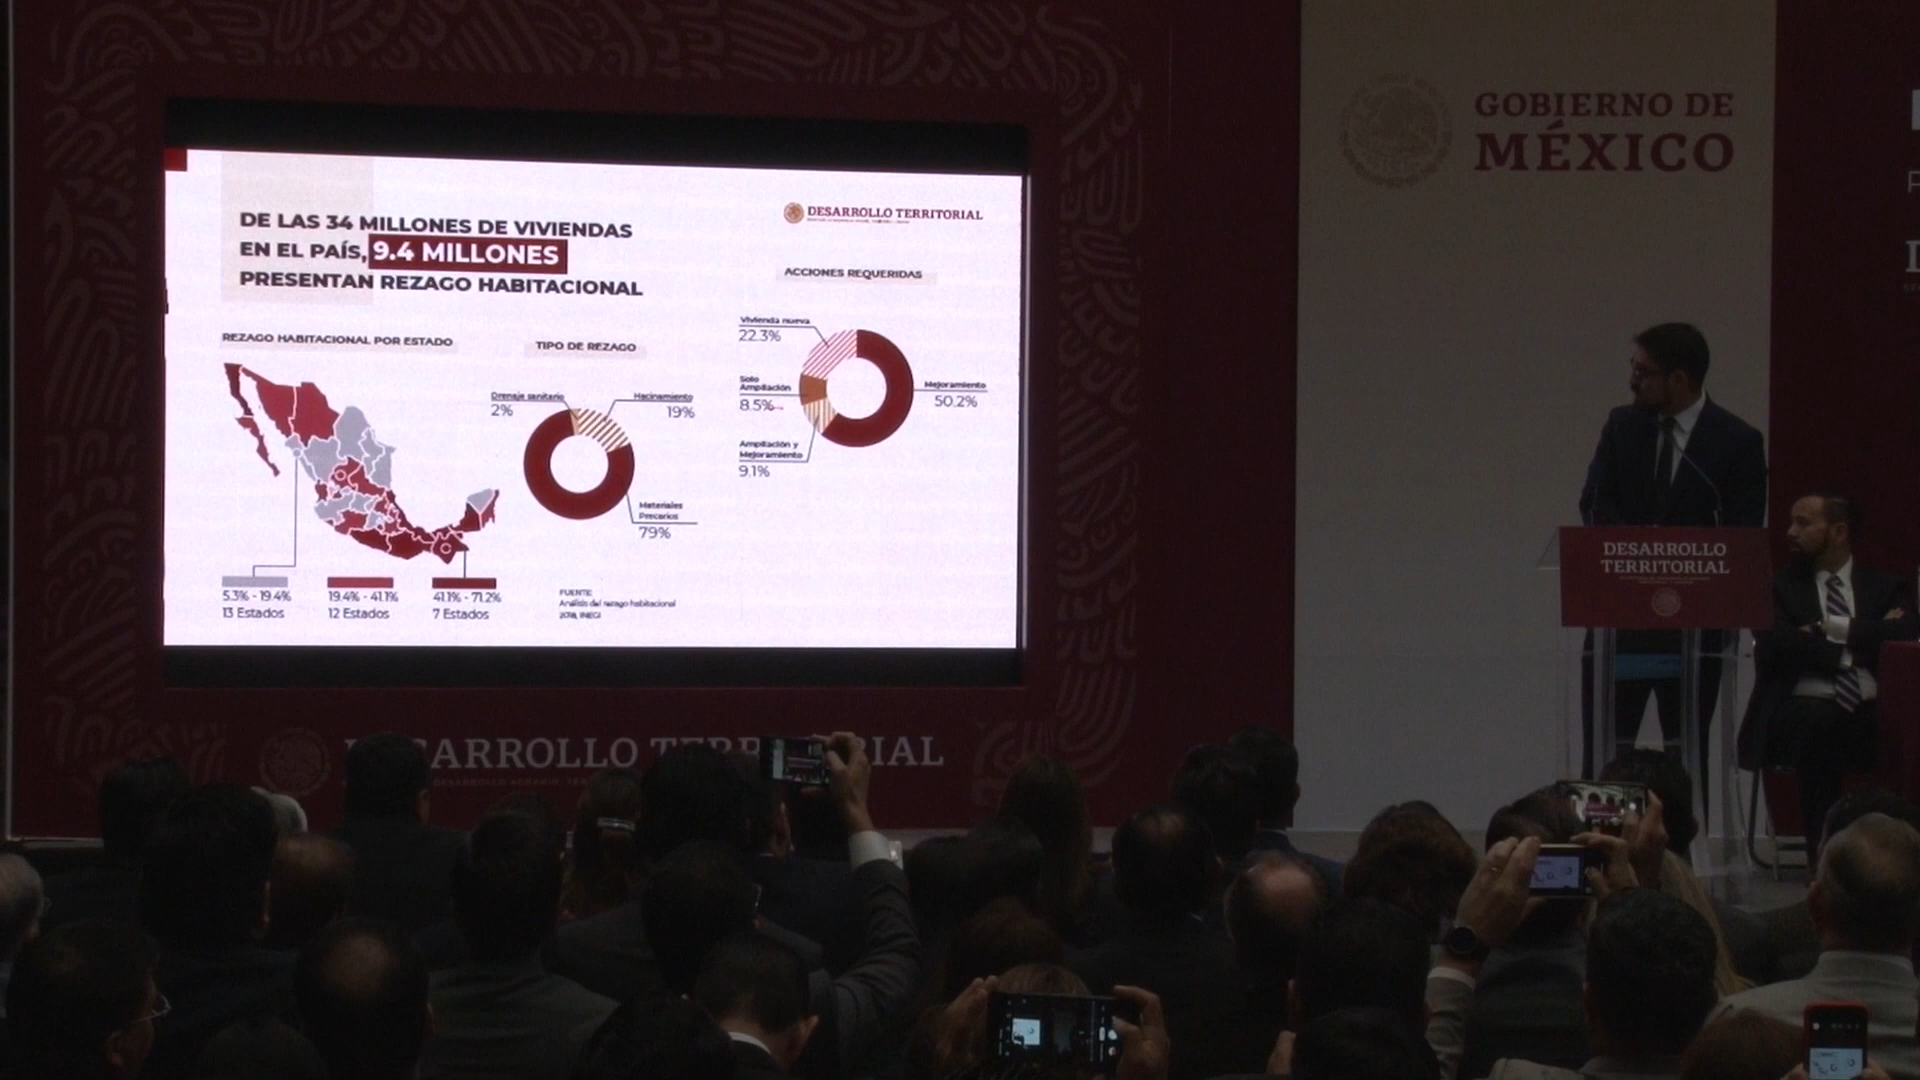 DE LAS 34 MILLONES DE VIVIENDAS
EN EL PAÍS, 9.4 MILLONES
PRESENTAN REZAGO HABITACIONAL
DESARROLLO TERRITORIAL
REZAGO HABITACIONAL POR ESTADO
5.3% - 19.4%
13 Estados
19.4% - 41.1%
12 Estados
41.1% - 71.2%
7 Estados
TIPO DE REZAGO
Drenaje sanitario
2%
Hacinamiento
19%
Materiales
Precarios
79%
FUENTE
Análisis del rezago habitacional
2018, INEGI
ACCIONES REQUERIDAS
Vivienda nueva
22.3%
Solo
Ampliación
8.5%
Ampliación y
Mejoramiento
9.1%
Mejoramiento
50.2%
GOBIERNO DE
MÉXICO
DESARROLLO
TERRITORIAL